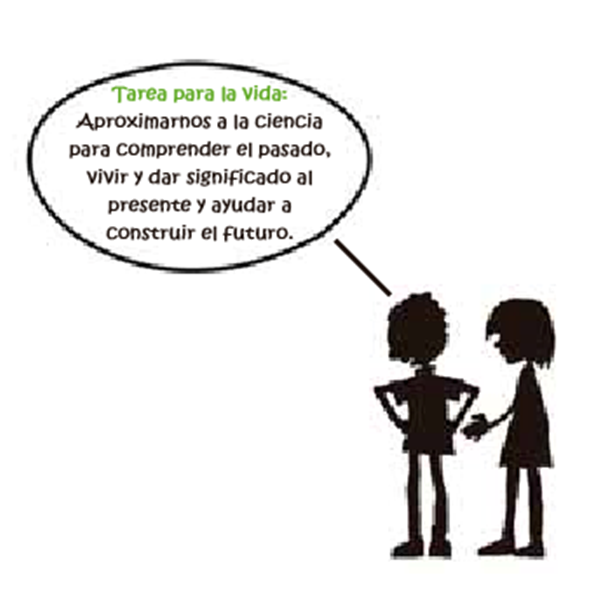 Tarea para la vida:
Aproximarnos a la ciencia
para comprender el pasado,
vivir y dar significado al
presente y ayudar a
construir el futuro.